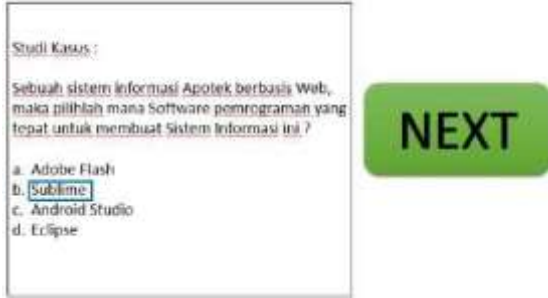 Studi Kasus :
Sebuah sistem informasi Apotek berbasis Web,
maka pilihlah mana Software pemrograman yang
tepat untuk membuat Sistem Informasi ini ?
a. Adobe Flash
b. Sublime
c. Android Studio
d. Eclipse
NEXT